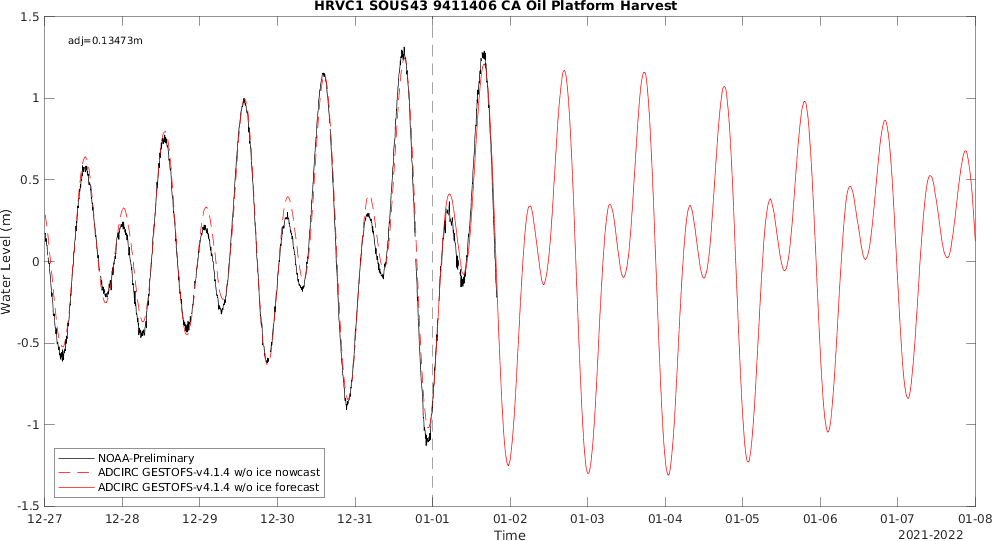 HRVC1 SOUS43 9411406 CA Oil Platform Harvest
1.5
adj=0.13473m
1
0.5
0
-0.5
-1
-1.5
Water Level (m)
NOAA-Preliminary
ADCIRC GESTOFS-v4.1.4 w/o ice nowcast
ADCIRC GESTOFS-v4.1.4 w/o ice forecast
12-27 12-28 12-29 12-30 12-31 01-01 01-02 01-03 01-04 01-05 01-06 01-07 01-08
Time
2021-2022